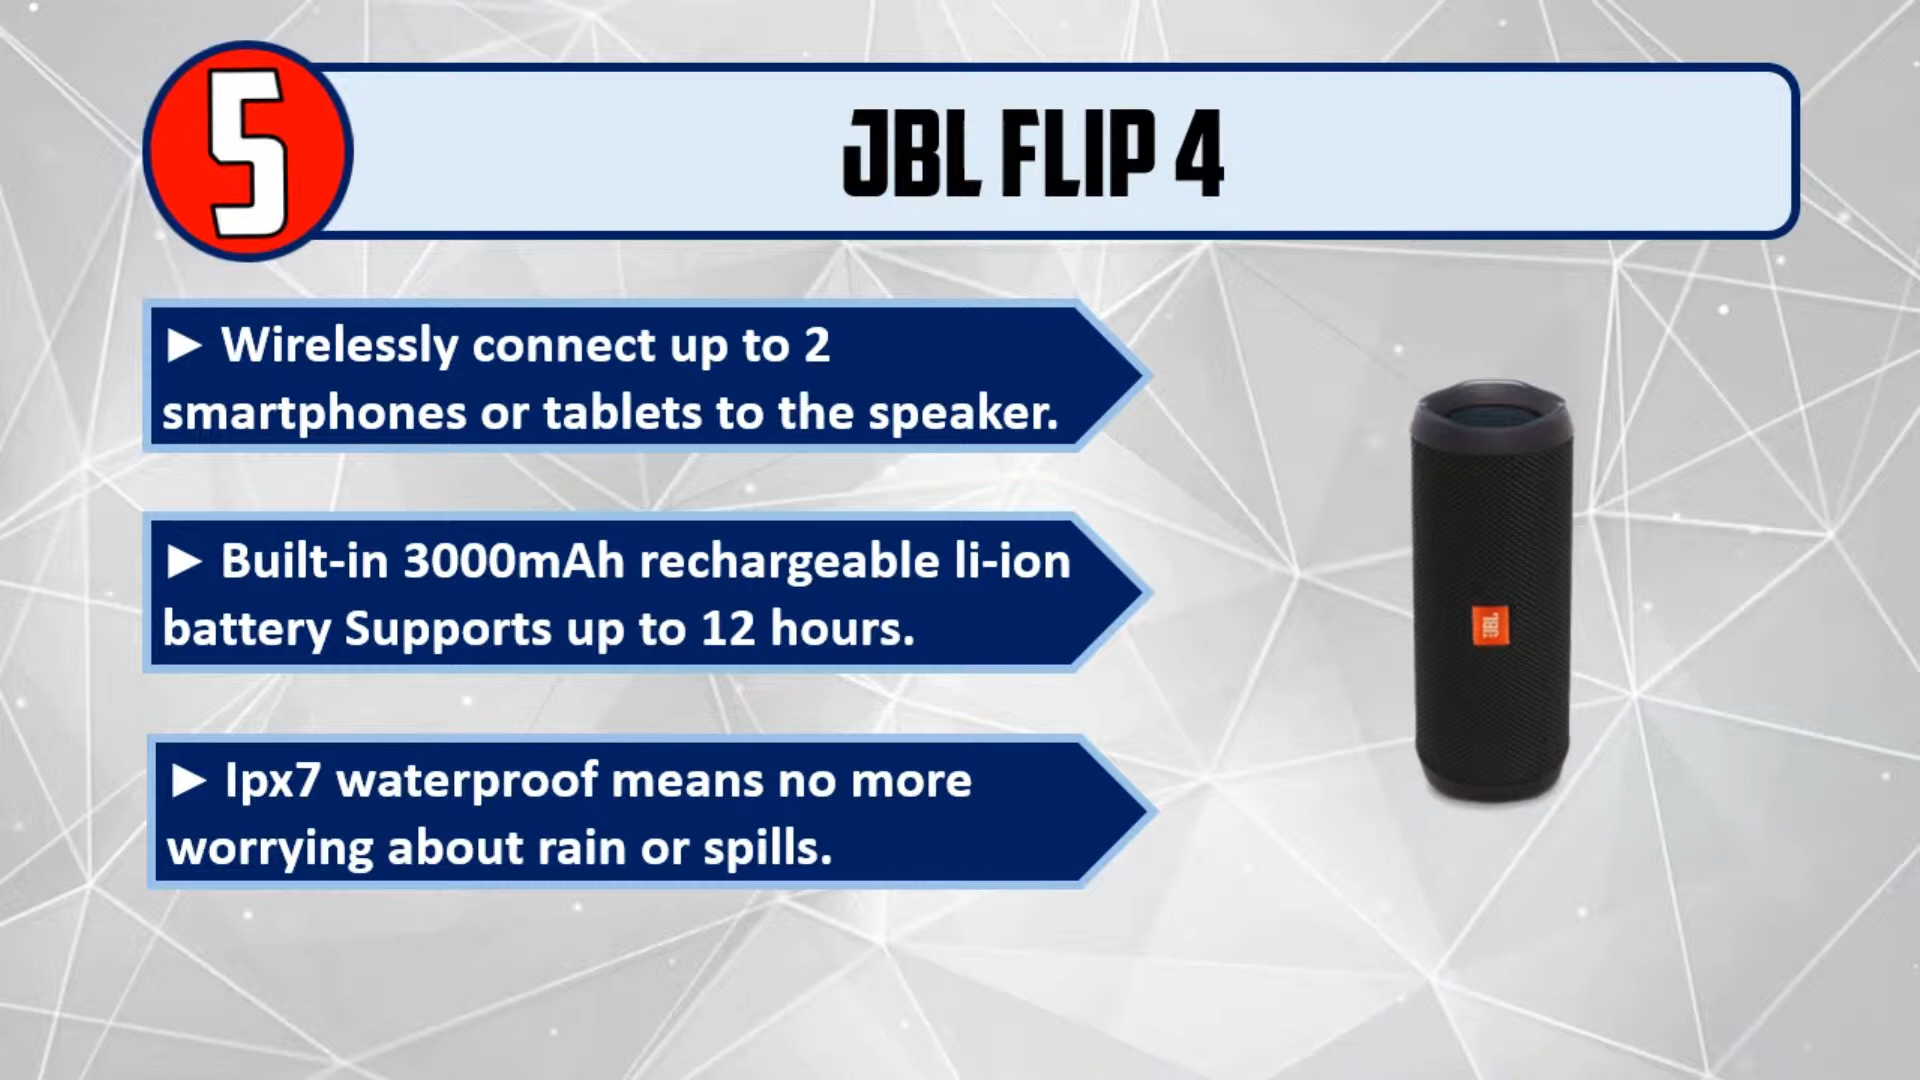 5
JBL FLIP 4
► Wirelessly connect up to 2
smartphones or tablets to the speaker.
► Built-in 3000mAh rechargeable li-ion
battery Supports up to 12 hours.
► Ipx7 waterproof means no more
worrying about rain or spills.
JBL